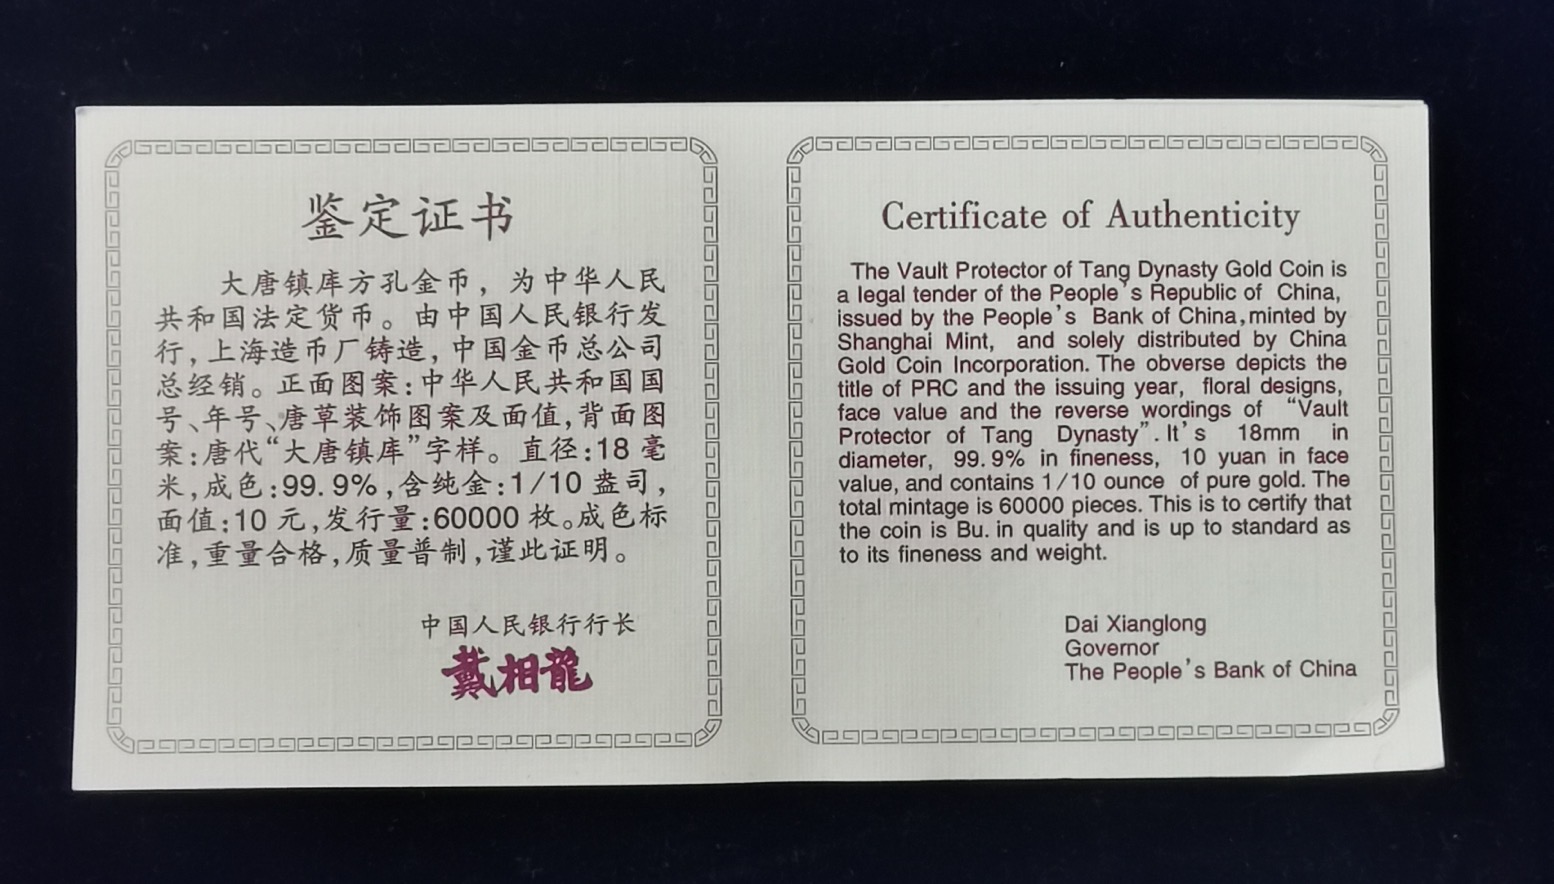 鉴定证书
大唐镇库方孔金币，为中华人民
共和国法定货币。由中国人民银行发
行，上海造币厂铸造，中国金币总公司
总经销。正面图案：中华人民共和国国
号、年号、唐草装饰图案及面值，背面图
案：唐代“大唐镇库”字样。直径：18毫
米，成色：99.9%，含纯金：1/10盎司，
面值：10元，发行量：60000枚。成色标
准，重量合格，质量普制，谨此证明。
中国人民银行行长
戴相龍
Certificate of Authenticity
The Vault Protector of Tang Dynasty Gold Coin is
a legal tender of the People's Republic of China,
issued by the People's Bank of China, minted by
Shanghai Mint, and solely distributed by China
Gold Coin Incorporation. The obverse depicts the
title of PRC and the issuing year, floral designs,
face value and the reverse wordings of “Vault
Protector of Tang Dynasty”. It's 18mm in
diameter, 99.9% in fineness, 10 yuan in face
value, and contains 1/10 ounce of pure gold. The
total mintage is 60000 pieces. This is to certify that
the coin is Bu. in quality and is up to standard as
to its fineness and weight.
Dai Xianglong
Governor
The People's Bank of China